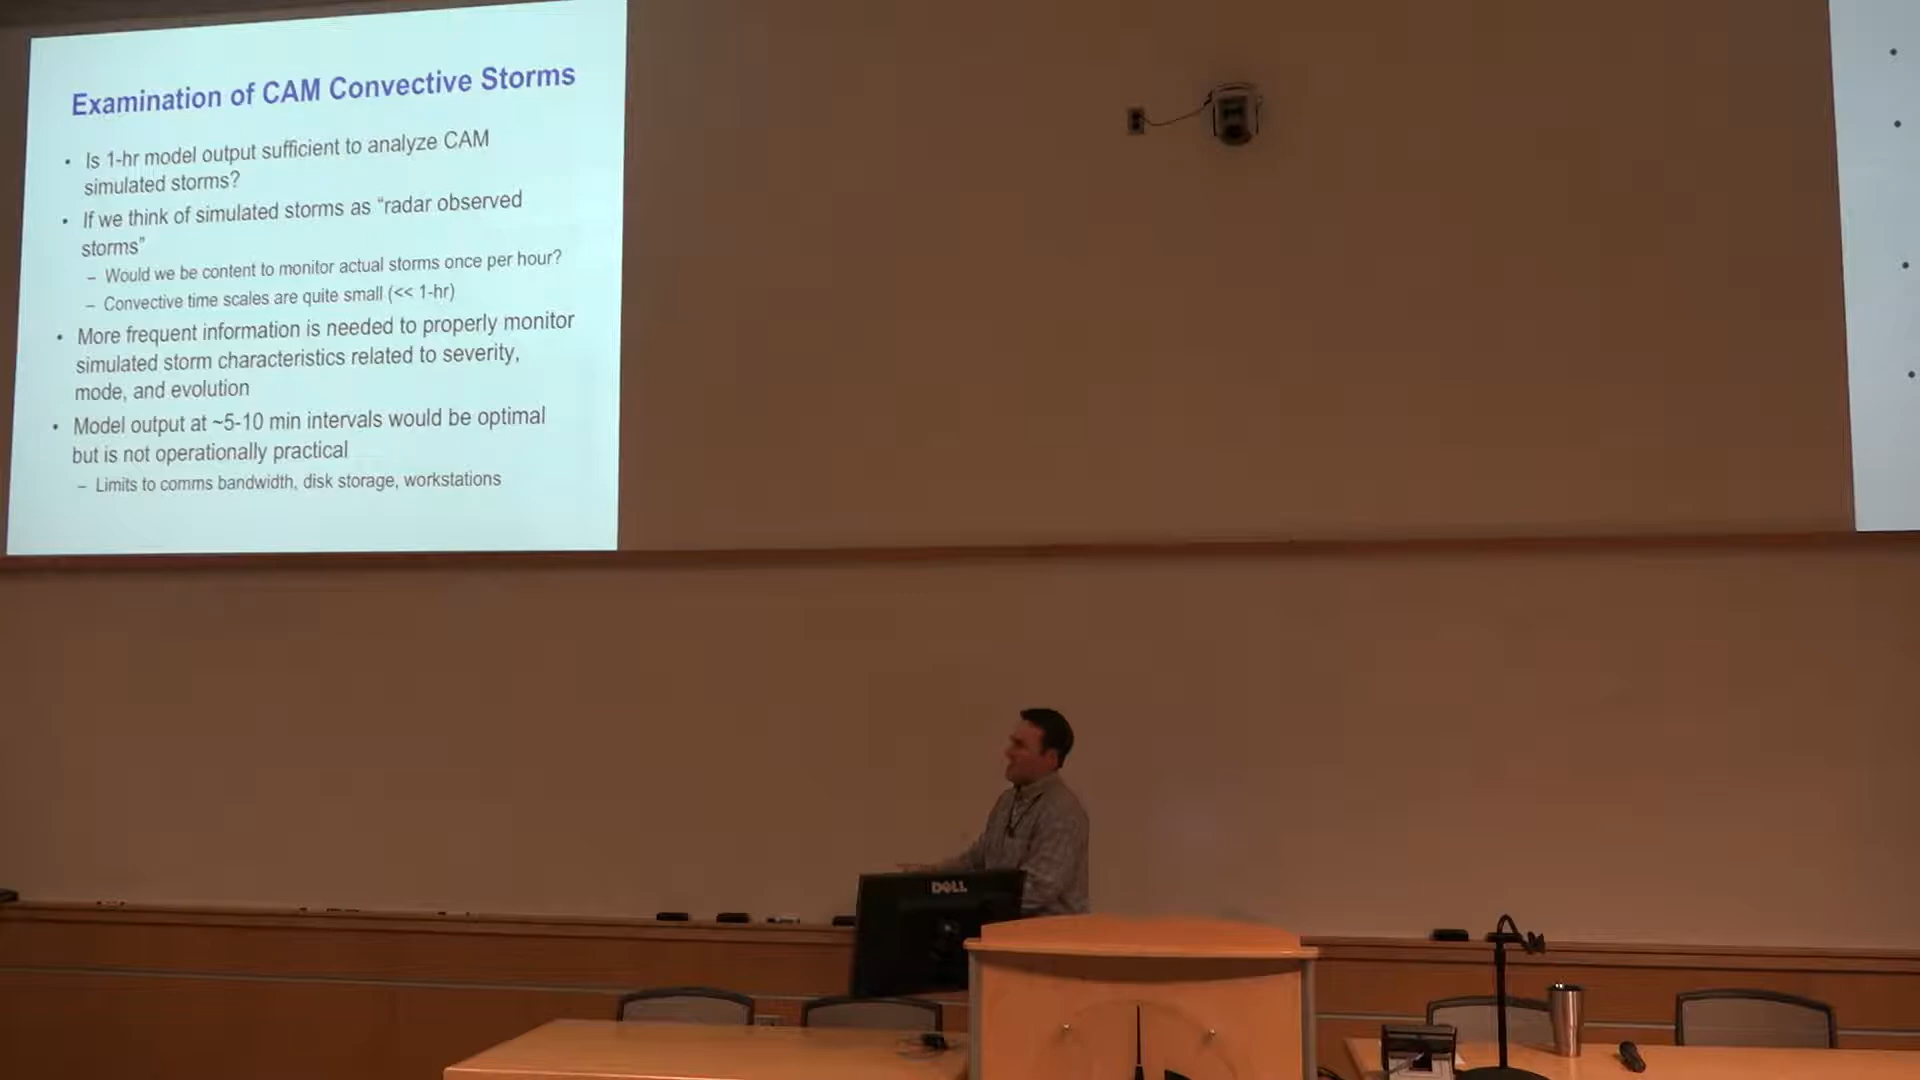 Examination of CAM Convective Storms
• Is 1-hr model output sufficient to analyze CAM
simulated storms?
• If we think of simulated storms as “radar observed
storms”
– Would we be content to monitor actual storms once per hour?
– Convective time scales are quite small (<< 1-hr)
• More frequent information is needed to properly monitor
simulated storm characteristics related to severity,
mode, and evolution
• Model output at ~5-10 min intervals would be optimal
but is not operationally practical
– Limits to comms bandwidth, disk storage, workstations
DELL